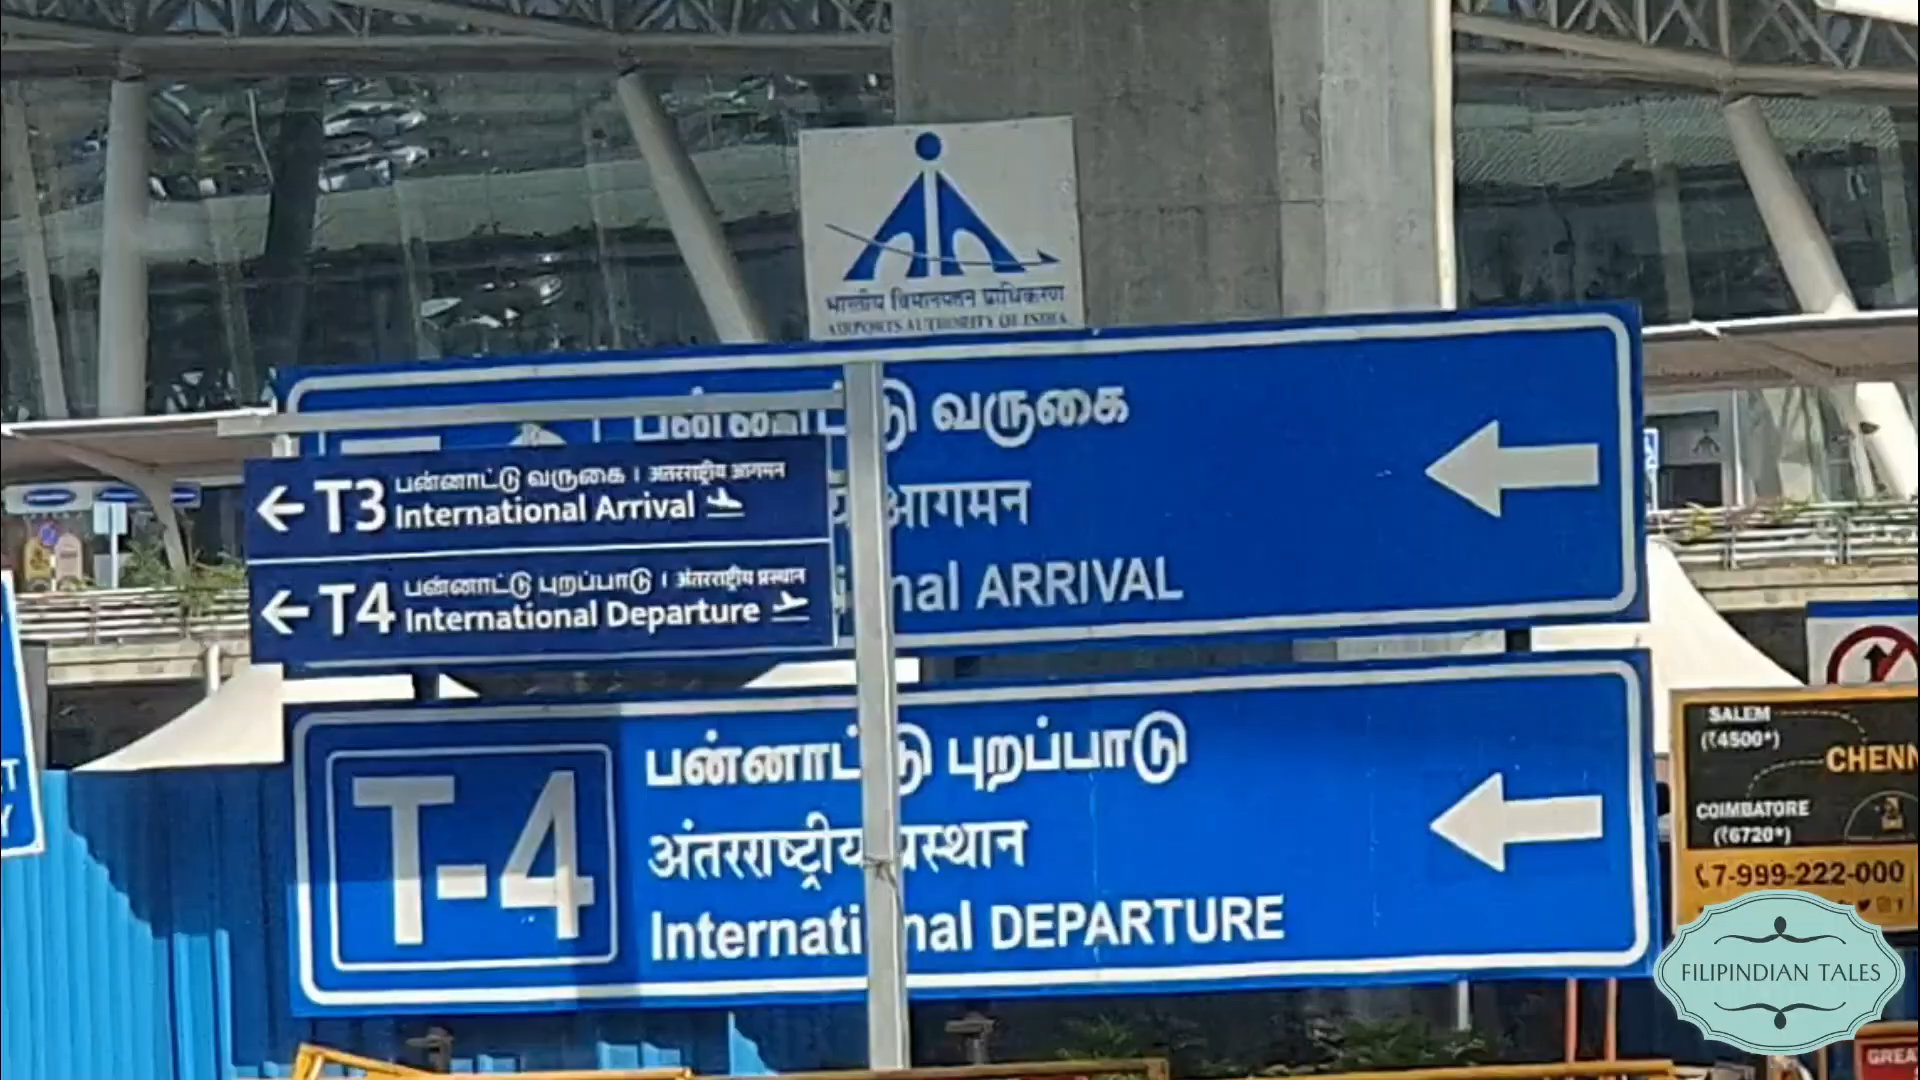 भारतीय विमानपत्तन प्राधिकरण
AIRPORTS AUTHORITY OF INDIA
வருகை
आगमन
ARRIVAL
T3 பன்னாட்டு வருகை | अंतरराष्ट्रीय आगमन
International Arrival
T4 பன்னாட்டு புறப்பாடு | अंतरराष्ट्रीय प्रस्थान
International Departure
T-4
பன்னாட்டு புறப்பாடு
अंतरराष्ट्रीय प्रस्थान
International DEPARTURE
SALEM
(₹4500*)
CHENN
COIMBATORE
(₹6720*)
7-999-222-000
FILIPINDIAN TALES